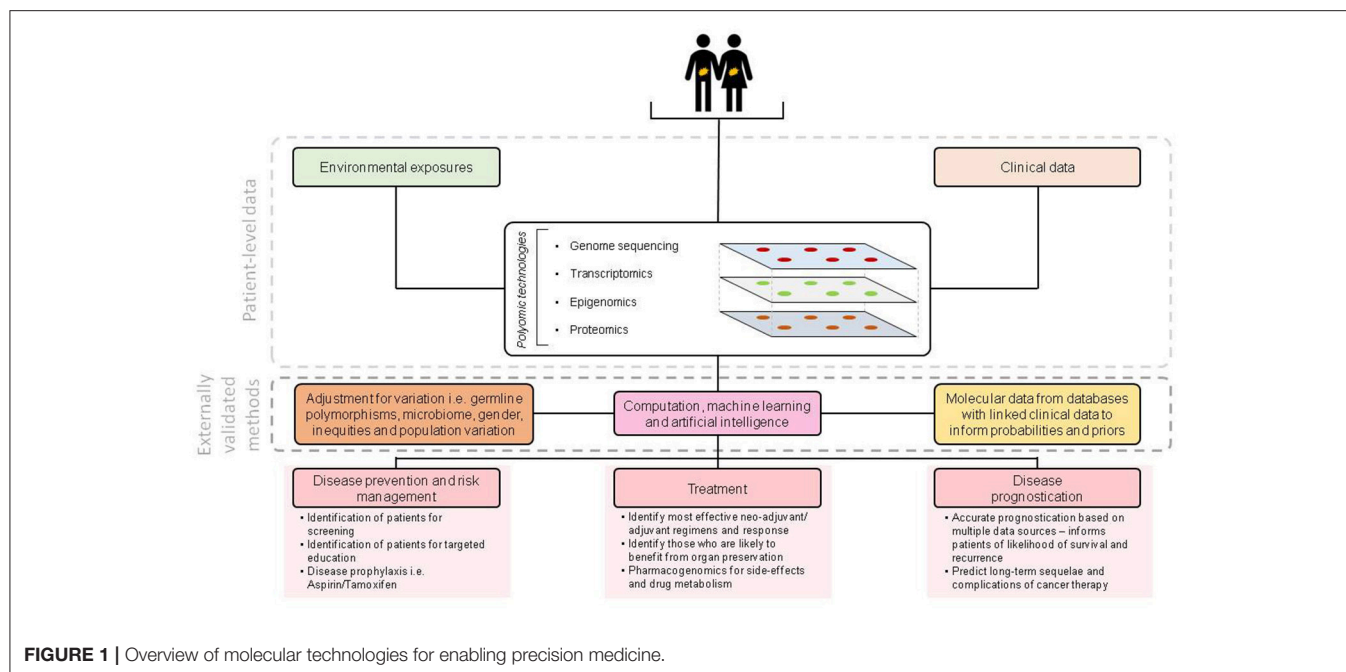 Patient-level data
Environmental exposures
Clinical data
Polyomic technologies
• Genome sequencing
• Transcriptomics
• Epigenomics
• Proteomics
Externally
validated
methods
Adjustment for variation i.e. germline
polymorphisms, microbiome, gender,
inequities and population variation
Computation, machine learning
and artificial intelligence
Molecular data from databases
with linked clinical data to
inform probabilities and priors
Disease prevention and risk
management
• Identification of patients for
screening
• Identification of patients for targeted
education
• Disease prophylaxis i.e.
Aspirin/Tamoxifen
Treatment
• Identify most effective neo-adjuvant/
adjuvant regimens and response
• Identify those who are likely to
benefit from organ preservation
• Pharmacogenomics for side-effects
and drug metabolism
Disease
prognostication
• Accurate prognostication based on
multiple data sources – informs
patients of likelihood of survival and
recurrence
• Predict long-term sequelae and
complications of cancer therapy
FIGURE 1 | Overview of molecular technologies for enabling precision medicine.